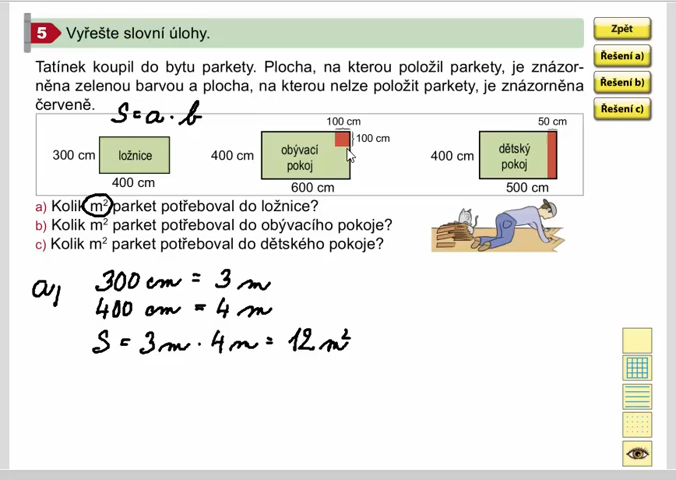 5 Vyřešte slovní úlohy.
Zpět
Řešení a)
Řešení b)
Řešení c)
Tatínek koupil do bytu parkety. Plocha, na kterou položil parkety, je znázor-
něna zelenou barvou a plocha, na kterou nelze položit parkety, je znázorněna
červeně.
S = a · b
300 cm
ložnice
400 cm
100 cm
100 cm
400 cm
obývací
pokoj
600 cm
50 cm
400 cm
dětský
pokoj
500 cm
a) Kolik m² parket potřeboval do ložnice?
b) Kolik m² parket potřeboval do obývacího pokoje?
c) Kolik m² parket potřeboval do dětského pokoje?
a) 300 cm = 3 m
400 cm = 4 m
S = 3 m · 4 m = 12 m²